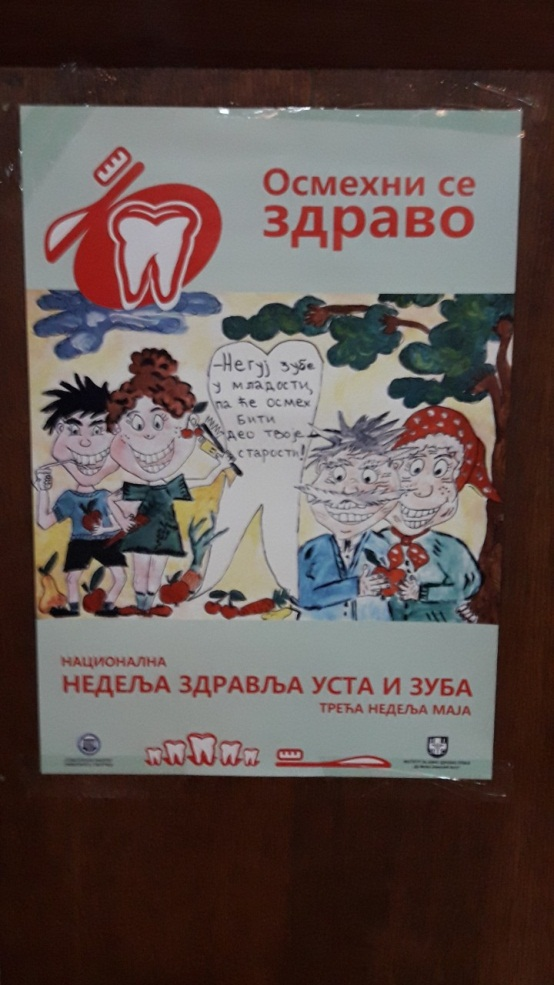 Осмехни се
здраво
-Негуј зубе
у младости,
па ће осмех
бити
део твоје
старости!
НАЦИОНАЛНА
НЕДЕЉА ЗДРАВЉА УСТА И ЗУБА
ТРЕЋА НЕДЕЉА МАЈА